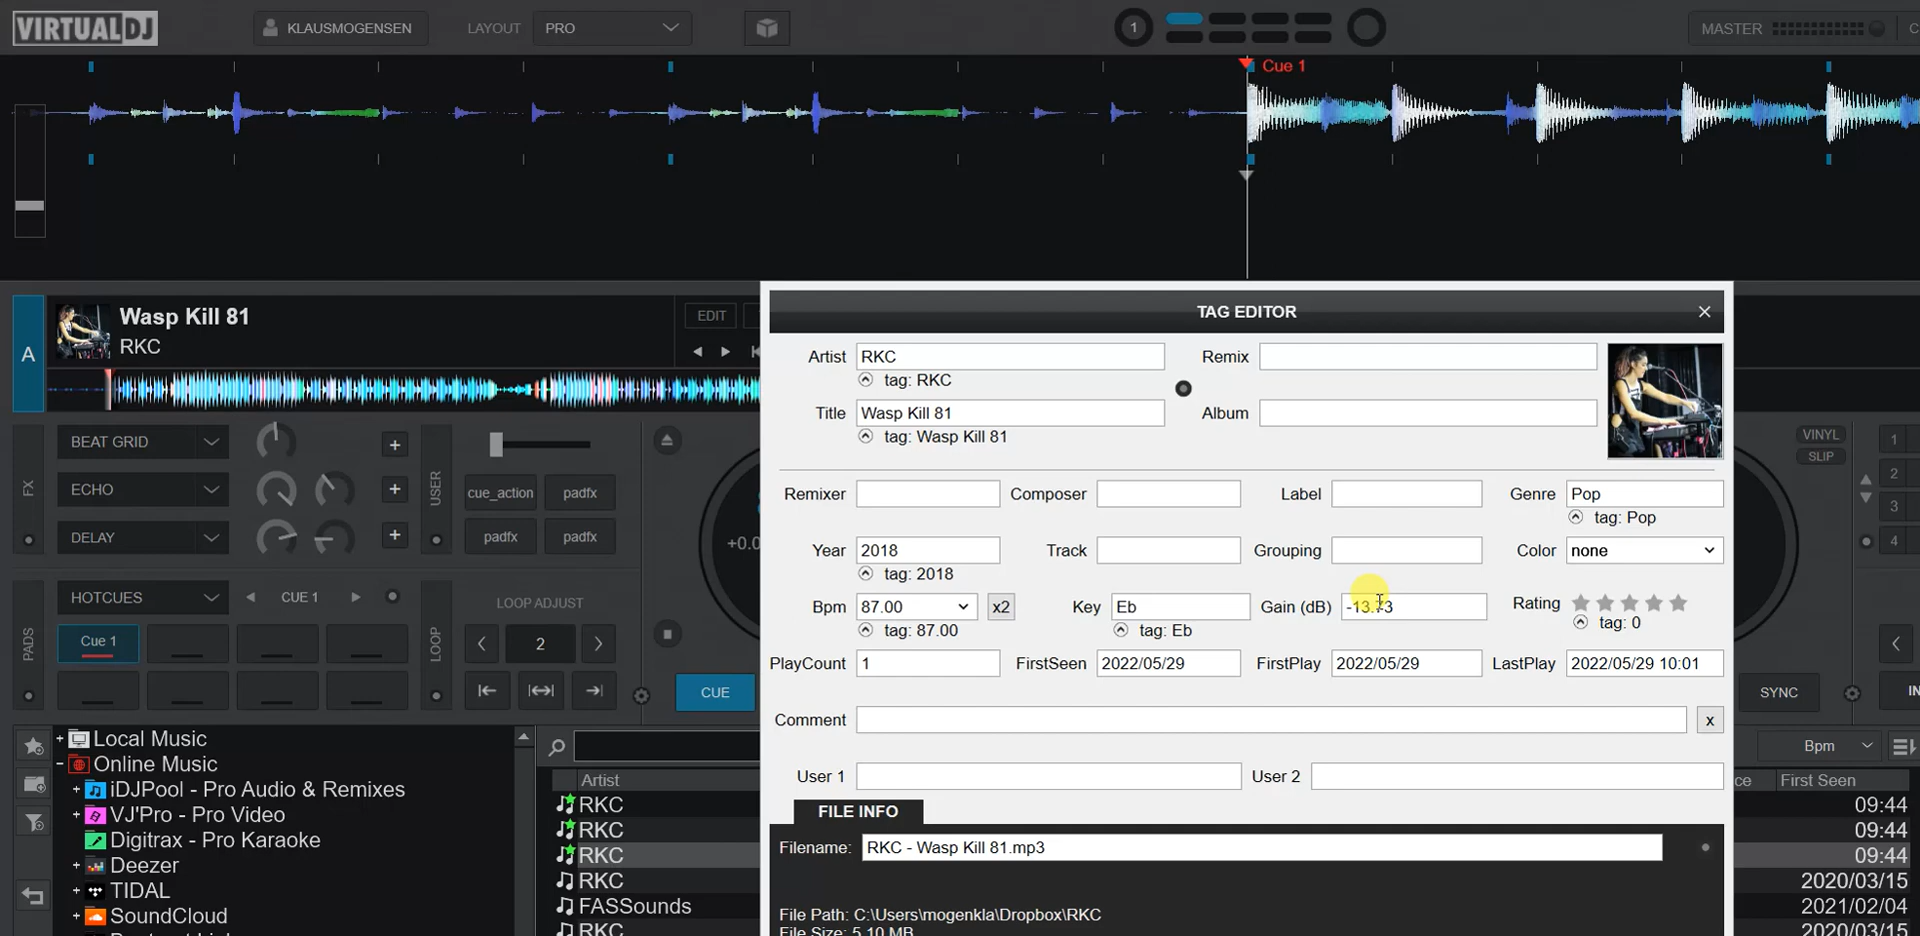 VIRTUALDJ KLAUSMOGENSEN LAYOUT PRO 1 MASTER
Cue 1
A Wasp Kill 81 EDIT
RKC
TAG EDITOR
Artist RKC Remix
tag: RKC
Title Wasp Kill 81 Album
tag: Wasp Kill 81
BEAT GRID + VINYL
SLIP
1
FX ECHO + USER cue_action padfx
Remixer Composer Label Genre Pop 2
tag: Pop
3
DELAY + padfx padfx +0.0
Year 2018 Track Grouping Color none 4
tag: 2018
HOTCUES CUE 1 LOOP ADJUST
Bpm 87.00 x2 Key Eb Gain (dB) Rating
tag: 87.00 tag: Eb tag: 0
PADS Cue 1 LOOP 2
PlayCount 1 FirstSeen 2022/05/29 FirstPlay 2022/05/29 LastPlay 2022/05/29 10:01
CUE SYNC IN
Comment x
Local Music Bpm
Online Music
User 1 User 2
Artist First Seen
iDJPool - Pro Audio & Remixes
RKC FILE INFO 09:44
VJ'Pro - Pro Video
RKC 09:44
Digitrax - Pro Karaoke
Filename: RKC - Wasp Kill 81.mp3
RKC 09:44
Deezer
RKC 2020/03/15
TIDAL
FASSounds 2021/02/04
SoundCloud
File Path: C:\Users\mogenkla\Dropbox\RKC
RKC 2020/03/15
File Size: 5.10 MB